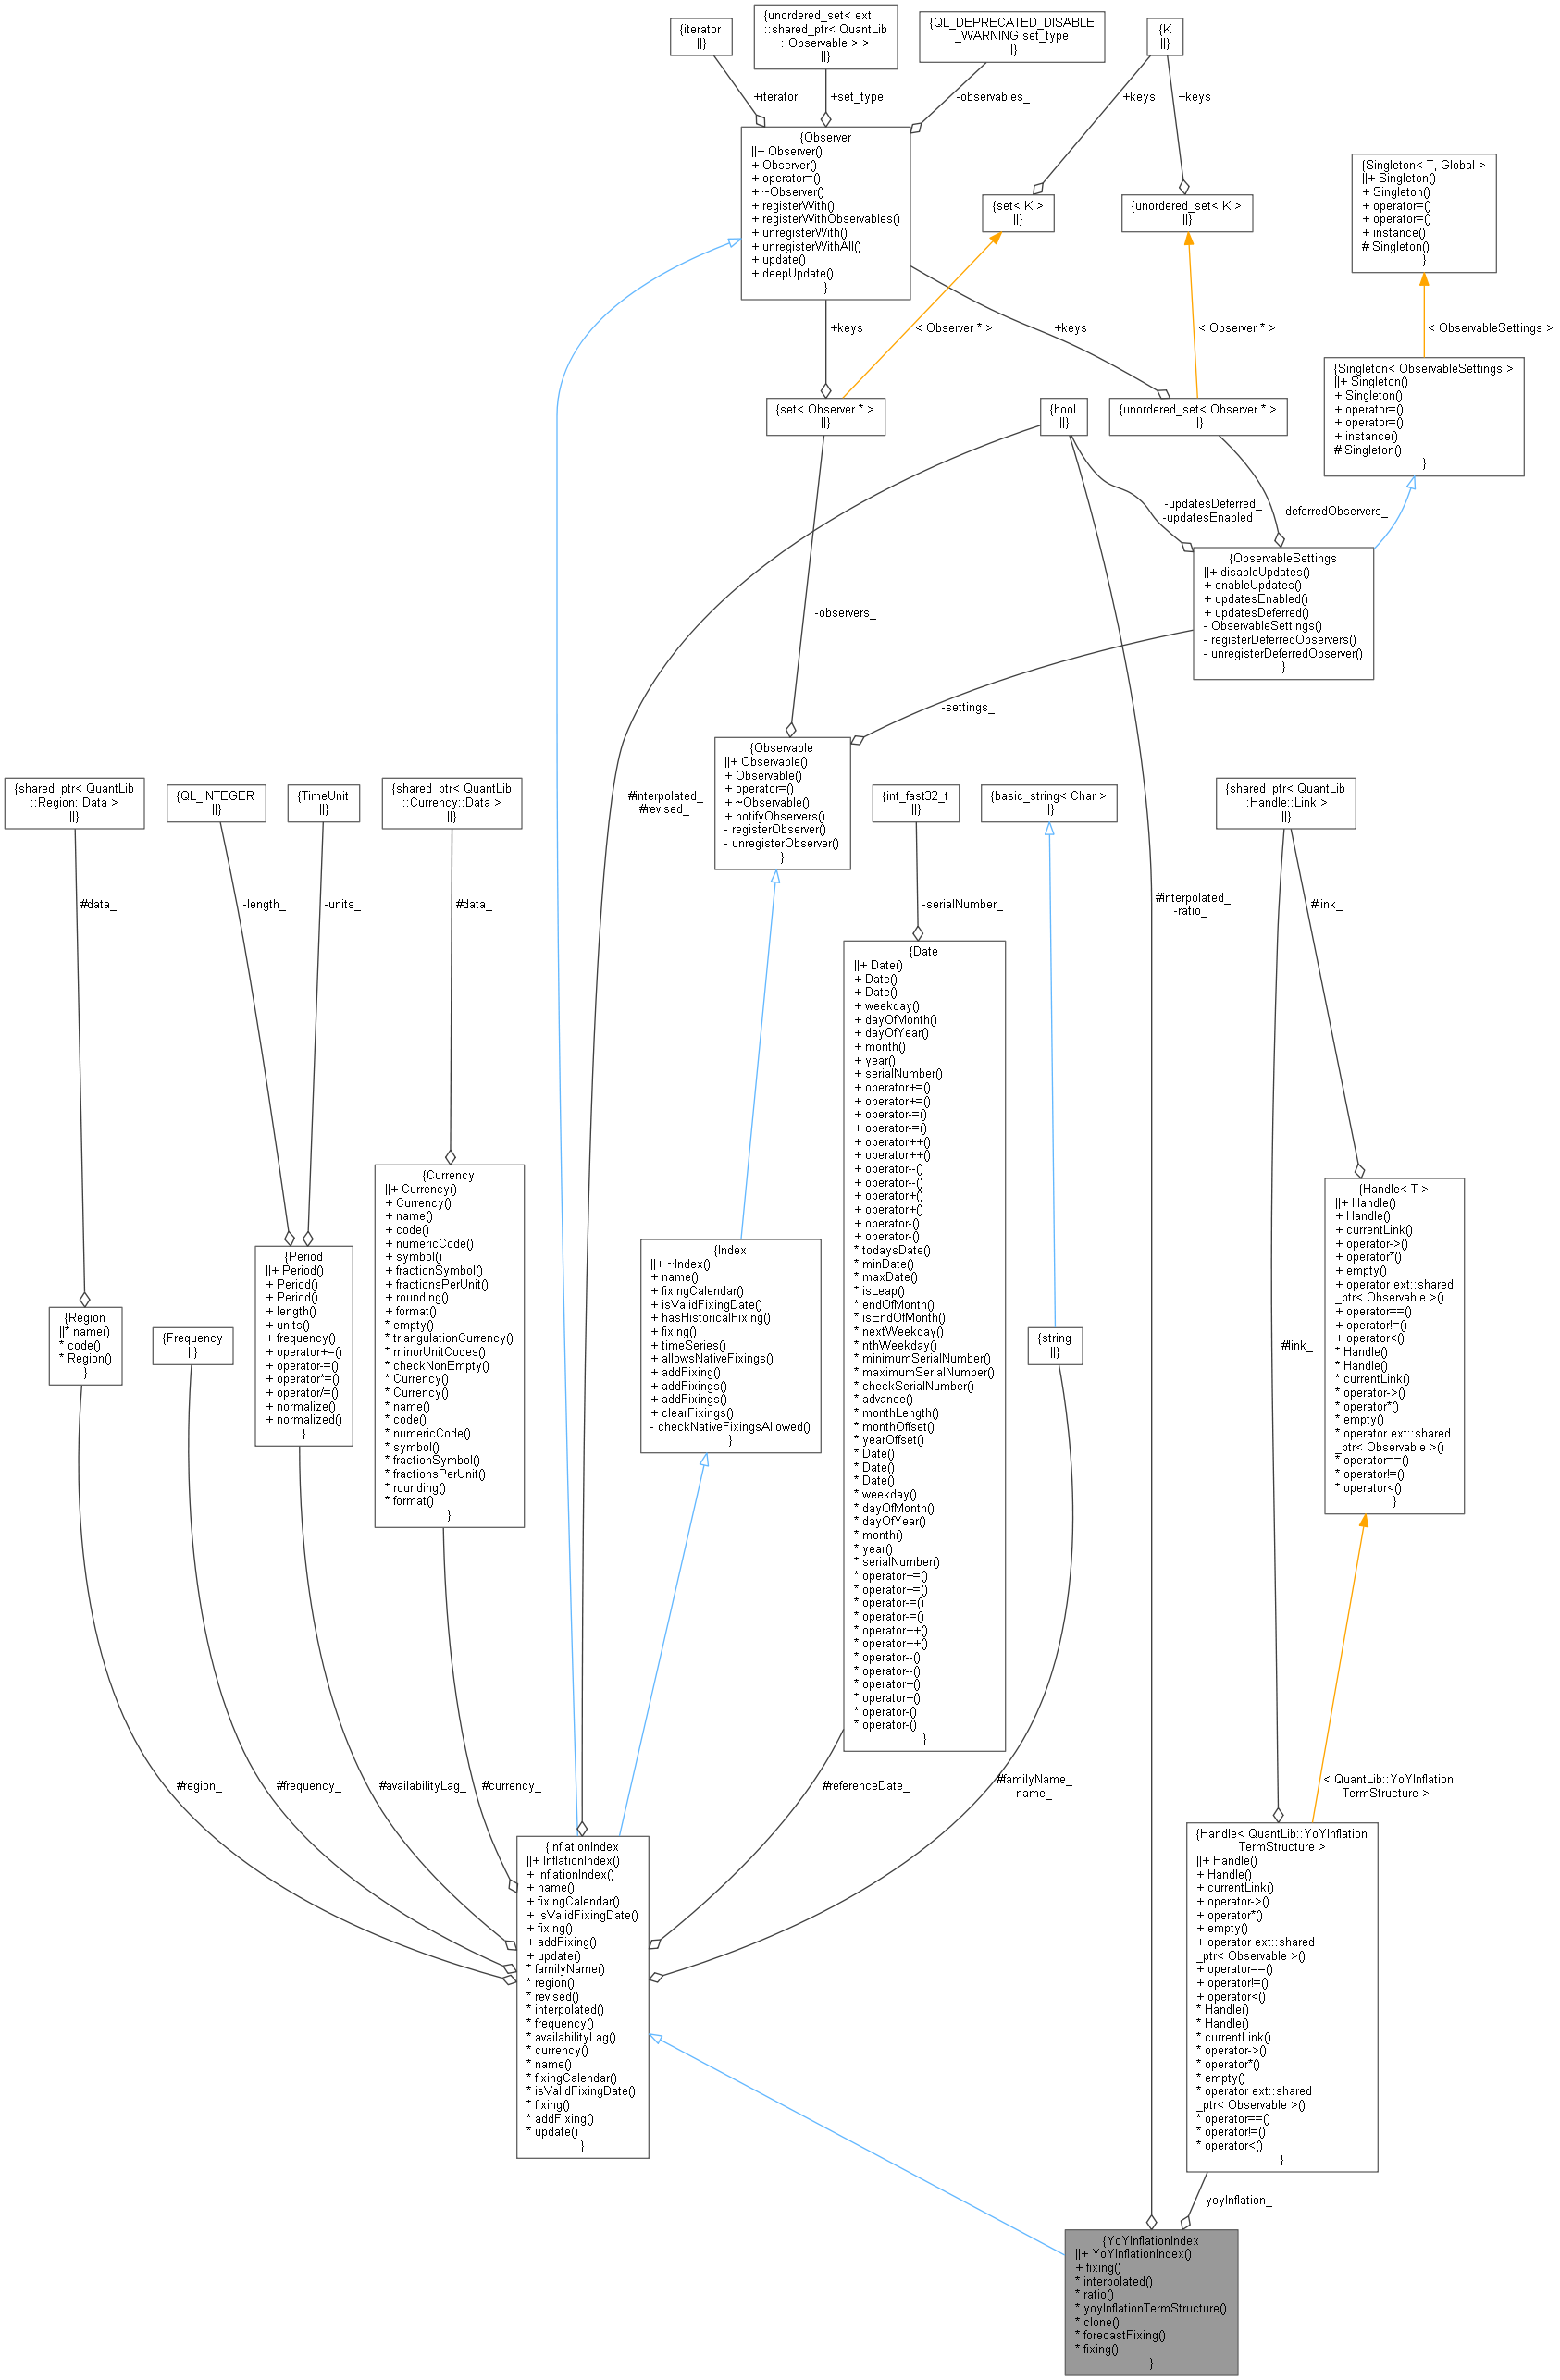 {iterator
||}
{unordered_set< ext
::shared_ptr< QuantLib
::Observable > >
||}
{QL_DEPRECATED_DISABLE
_WARNING set_type
||}
{K
||}
+iterator
+set_type
-observables_
+keys
+keys
{Observer
||+ Observer()
+ Observer()
+ operator=()
+ ~Observer()
+ registerWith()
+ registerWithObservables()
+ unregisterWith()
+ unregisterWithAll()
+ update()
+ deepUpdate()
}
{set< K >
||}
{unordered_set< K >
||}
{Singleton< T, Global >
||+ Singleton()
+ Singleton()
+ operator=()
+ operator=()
+ instance()
# Singleton()
}
+keys
< Observer * >
+keys
< Observer * >
< ObservableSettings >
{set< Observer * >
||}
{bool
||}
{unordered_set< Observer * >
||}
{Singleton< ObservableSettings >
||+ Singleton()
+ Singleton()
+ operator=()
+ operator=()
+ instance()
# Singleton()
}
-updatesDeferred_
-updatesEnabled_
-deferredObservers_
-observers_
{ObservableSettings
||+ disableUpdates()
+ enableUpdates()
+ updatesEnabled()
+ updatesDeferred()
- ObservableSettings()
- registerDeferredObservers()
- unregisterDeferredObserver()
}
-settings_
{Observable
||+ Observable()
+ Observable()
+ operator=()
+ ~Observable()
+ notifyObservers()
- registerObserver()
- unregisterObserver()
}
#interpolated_
#revised_
{shared_ptr< QuantLib
::Region::Data >
||}
{QL_INTEGER
||}
{TimeUnit
||}
{shared_ptr< QuantLib
::Currency::Data >
||}
{int_fast32_t
||}
{basic_string< Char >
||}
{shared_ptr< QuantLib
::Handle::Link >
||}
#data_
-length_
-units_
#data_
-serialNumber_
#interpolated_
-ratio_
#link_
{Date
||+ Date()
+ Date()
+ Date()
+ weekday()
+ dayOfMonth()
+ dayOfYear()
+ month()
+ year()
+ serialNumber()
+ operator+=()
+ operator+=()
+ operator-=()
+ operator-=()
+ operator++()
+ operator++()
+ operator--()
+ operator--()
+ operator+()
+ operator+()
+ operator-()
+ operator-()
* todaysDate()
* minDate()
* maxDate()
* isLeap()
* endOfMonth()
* isEndOfMonth()
* nextWeekday()
* nthWeekday()
* minimumSerialNumber()
* maximumSerialNumber()
* checkSerialNumber()
* advance()
* monthLength()
* monthOffset()
* yearOffset()
* Date()
* Date()
* Date()
* weekday()
* dayOfMonth()
* dayOfYear()
* month()
* year()
* serialNumber()
* operator+=()
* operator+=()
* operator-=()
* operator-=()
* operator++()
* operator++()
* operator--()
* operator--()
* operator+()
* operator+()
* operator-()
* operator-()
}
{Currency
||+ Currency()
+ Currency()
+ name()
+ code()
+ numericCode()
+ symbol()
+ fractionSymbol()
+ fractionsPerUnit()
+ rounding()
+ format()
* empty()
* triangulationCurrency()
* minorUnitCodes()
* checkNonEmpty()
* Currency()
* Currency()
* name()
* code()
* numericCode()
* symbol()
* fractionSymbol()
* fractionsPerUnit()
* rounding()
* format()
}
{Handle< T >
||+ Handle()
+ Handle()
+ currentLink()
+ operator->()
+ operator*()
+ empty()
+ operator ext::shared
_ptr< Observable >()
+ operator==()
+ operator!=()
+ operator<()
* Handle()
* Handle()
* currentLink()
* operator->()
* operator*()
* empty()
* operator ext::shared
_ptr< Observable >()
* operator==()
* operator!=()
* operator<()
}
{Period
||+ Period()
+ Period()
+ Period()
+ length()
+ units()
+ frequency()
+ operator+=()
+ operator-=()
+ operator*=()
+ operator/=()
+ normalize()
+ normalized()
}
{Index
||+ ~Index()
+ name()
+ fixingCalendar()
+ isValidFixingDate()
+ hasHistoricalFixing()
+ fixing()
+ timeSeries()
+ allowsNativeFixings()
+ addFixing()
+ addFixings()
+ addFixings()
+ clearFixings()
- checkNativeFixingsAllowed()
}
{Region
||* name()
* code()
* Region()
}
{Frequency
||}
{string
||}
#link_
#region_
#frequency_
#availabilityLag_
#currency_
#referenceDate_
#familyName_
-name_
< QuantLib::YoYInflation
TermStructure >
{InflationIndex
||+ InflationIndex()
+ InflationIndex()
+ name()
+ fixingCalendar()
+ isValidFixingDate()
+ fixing()
+ addFixing()
+ update()
* familyName()
* region()
* revised()
* interpolated()
* frequency()
* availabilityLag()
* currency()
* name()
* fixingCalendar()
* isValidFixingDate()
* fixing()
* addFixing()
* update()
}
{Handle< QuantLib::YoYInflation
TermStructure >
||+ Handle()
+ Handle()
+ currentLink()
+ operator->()
+ operator*()
+ empty()
+ operator ext::shared
_ptr< Observable >()
+ operator==()
+ operator!=()
+ operator<()
* Handle()
* Handle()
* currentLink()
* operator->()
* operator*()
* empty()
* operator ext::shared
_ptr< Observable >()
* operator==()
* operator!=()
* operator<()
}
-yoyInflation_
{YoYInflationIndex
||+ YoYInflationIndex()
+ fixing()
* interpolated()
* ratio()
* yoyInflationTermStructure()
* clone()
* forecastFixing()
* fixing()
}